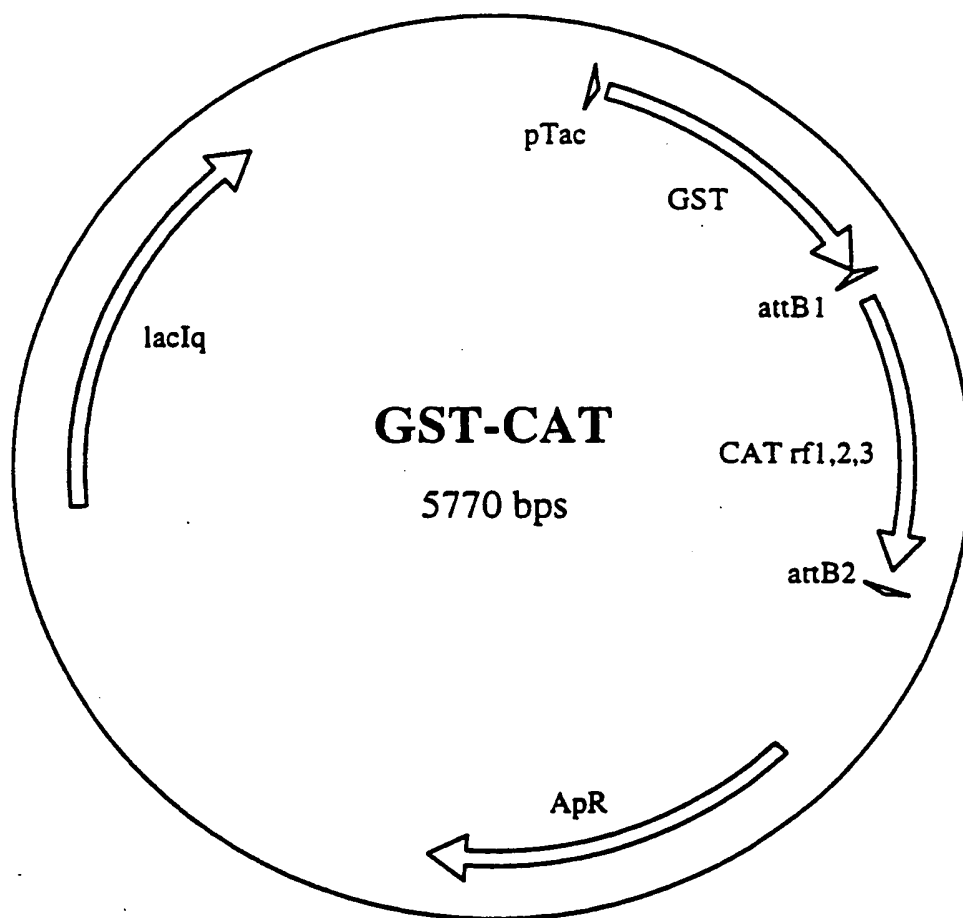 pTac
GST
attB1
lacIq
GST-CAT
5770 bps
CAT rf1,2,3
attB2
ApR